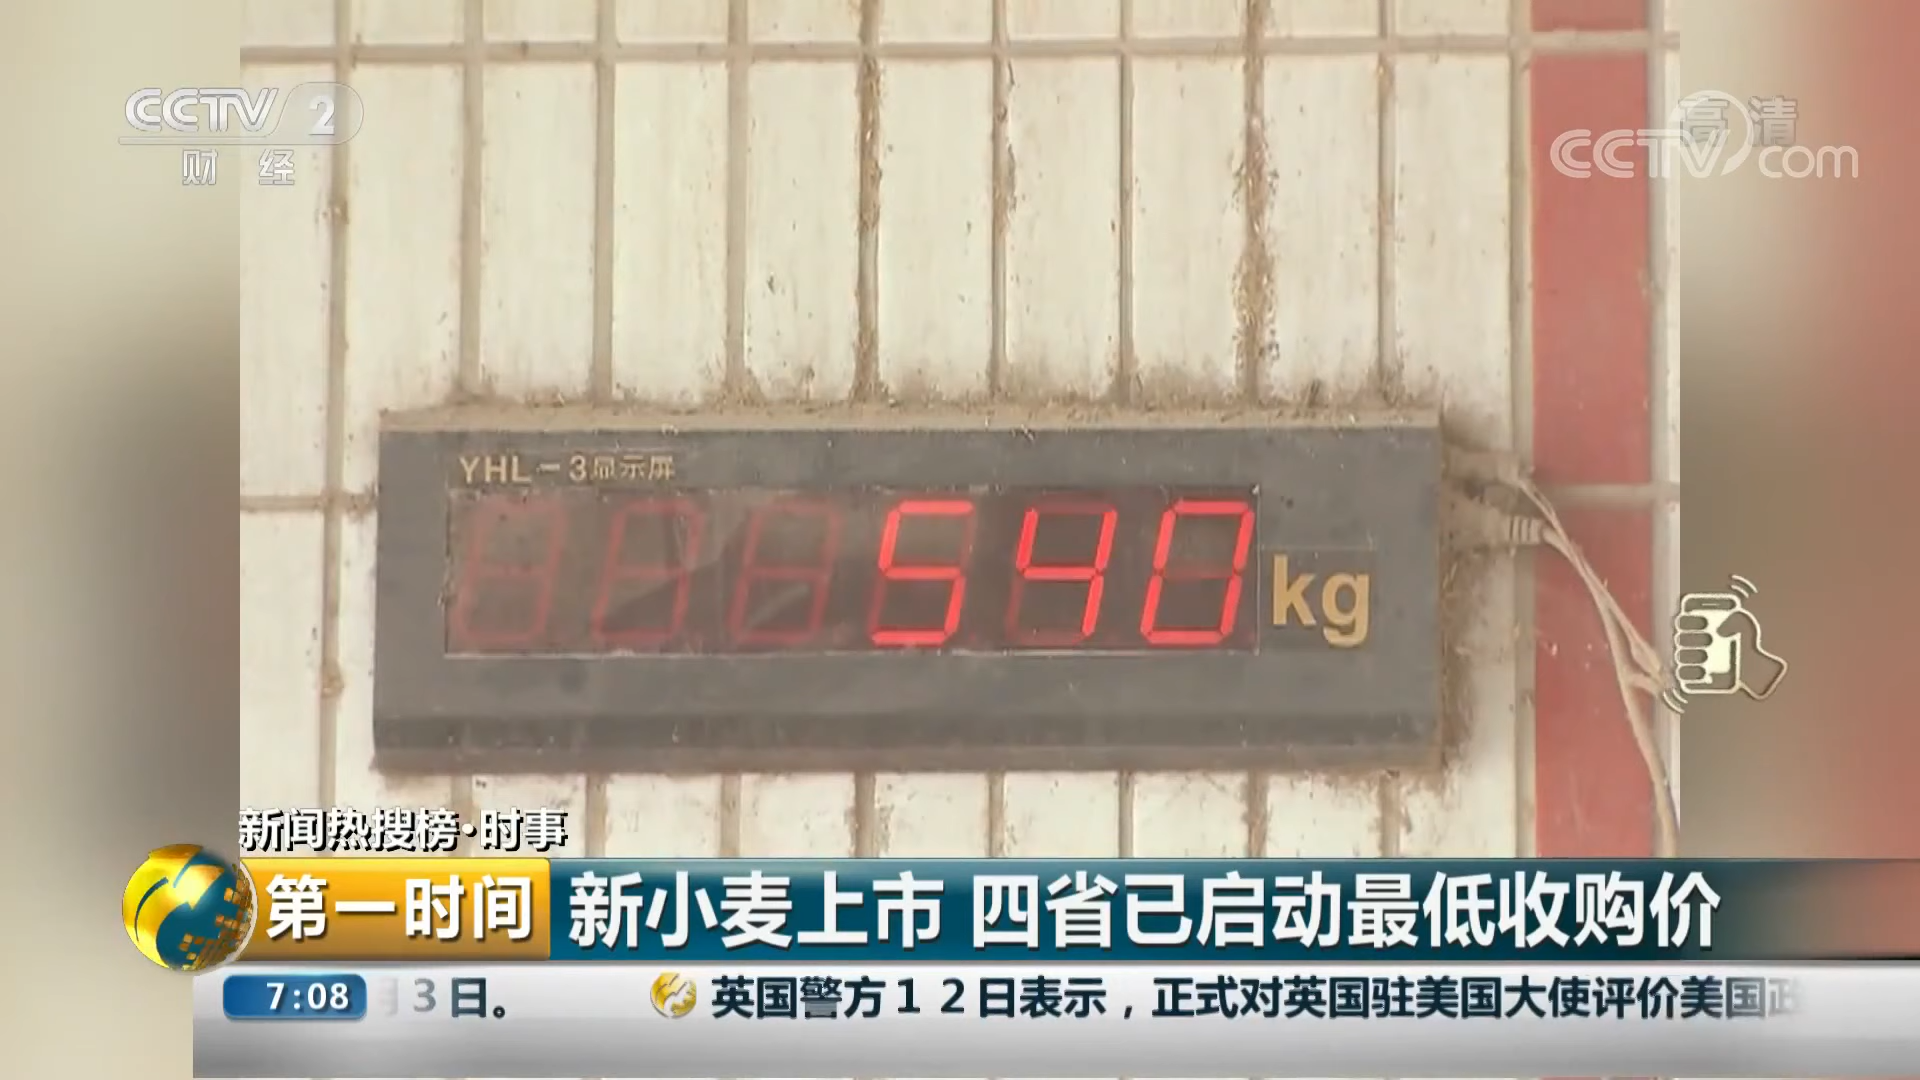 CCTV 2
财 经
高清
CCTV.com
YHL-3显示屏
540 kg
新闻热搜榜·时事
第一时间
新小麦上市 四省已启动最低收购价
7:08
3日。
英国警方12日表示，正式对英国驻美国大使评价美国